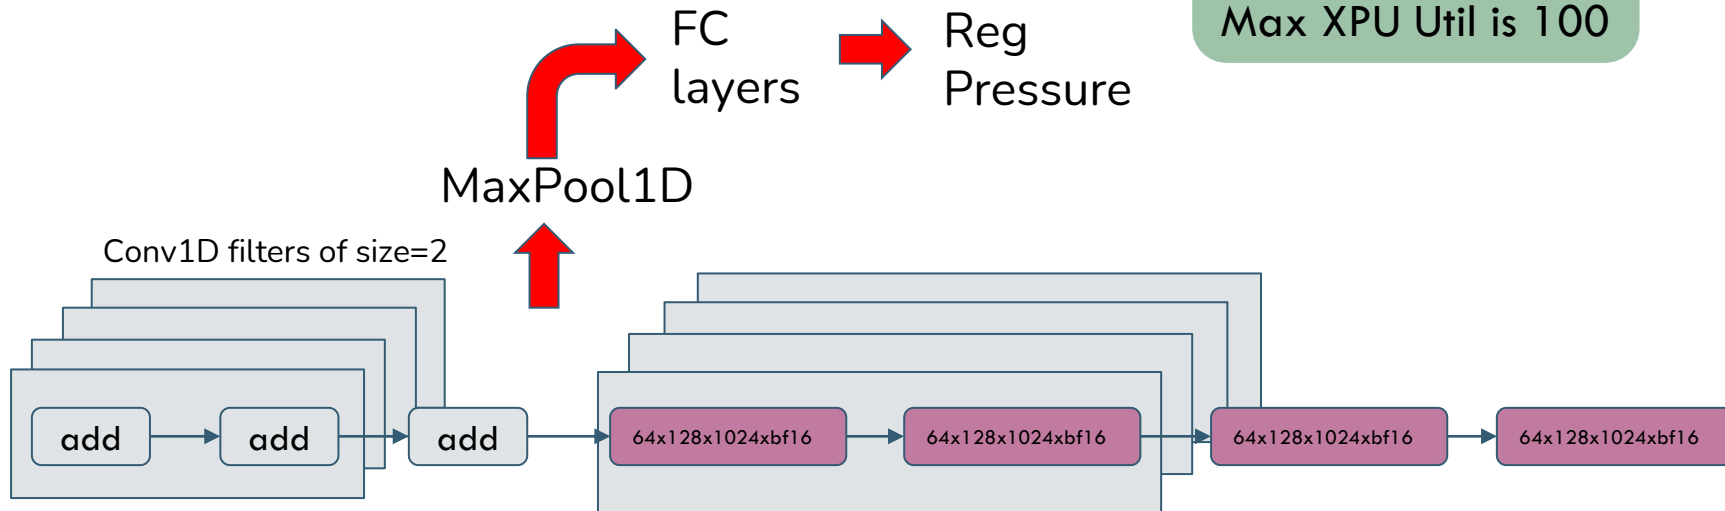 FC
layers
Reg
Pressure
Max XPU Util is 100
MaxPool1D
Conv1D filters of size=2
add
add
add
64x128x1024xbf16
64x128x1024xbf16
64x128x1024xbf16
64x128x1024xbf16